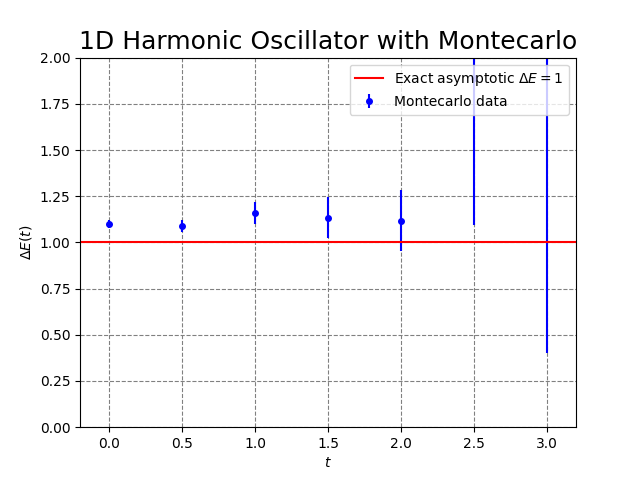 1D Harmonic Oscillator with Montecarlo
2.00
1.75
1.50
1.25
1.00
0.75
0.50
0.25
0.00
ΔE(t)
Exact asymptotic ΔE = 1
Montecarlo data
0.0 0.5 1.0 1.5 2.0 2.5 3.0
t